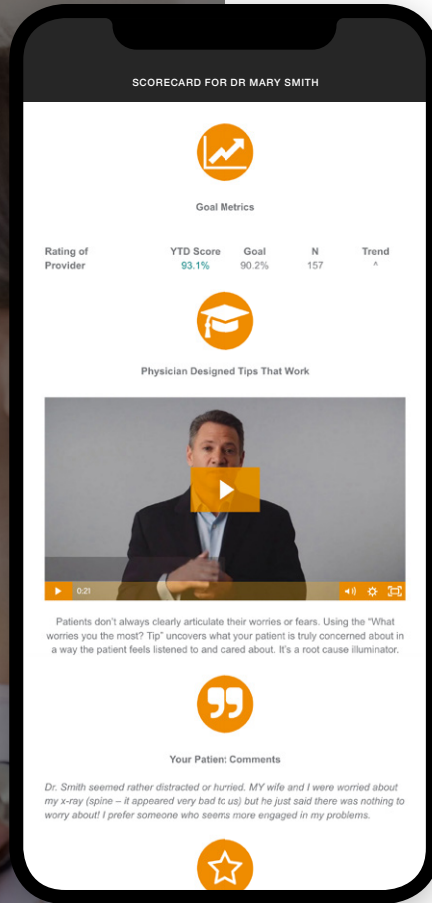 SCORECARD FOR DR MARY SMITH
Goal Metrics
Rating of Provider YTD Score Goal N Trend
93.1% 90.2% 157 ^
Physician Designed Tips That Work
0:21
Patients don't always clearly articulate their worries or fears. Using the "What
worries you the most? Tip" uncovers what your patient is truly concerned about in
a way the patient feels listened to and cared about. It's a root cause illuminator.
Your Patient Comments
Dr. Smith seemed rather distracted or hurried. MY wife and I were worried about
my x-ray (spine – it appeared very bad to us) but he just said there was nothing to
worry about! I prefer someone who seems more engaged in my problems.